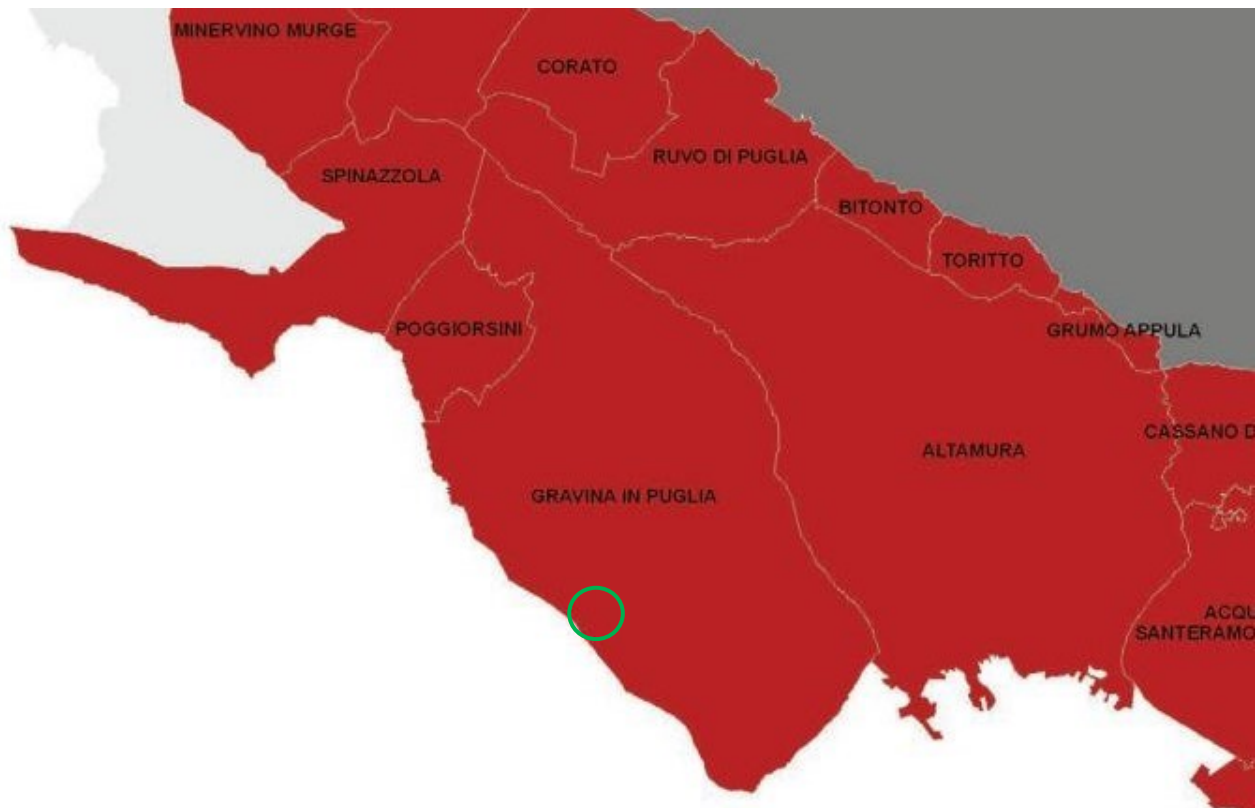 MINERVINO MURGE
CORATO
RUVO DI PUGLIA
SPINAZZOLA
BITONTO
TORITTO
POGGIORSINI
GRUMO APPULA
CASSANO D
ALTAMURA
GRAVINA IN PUGLIA
ACQU
SANTERAMO